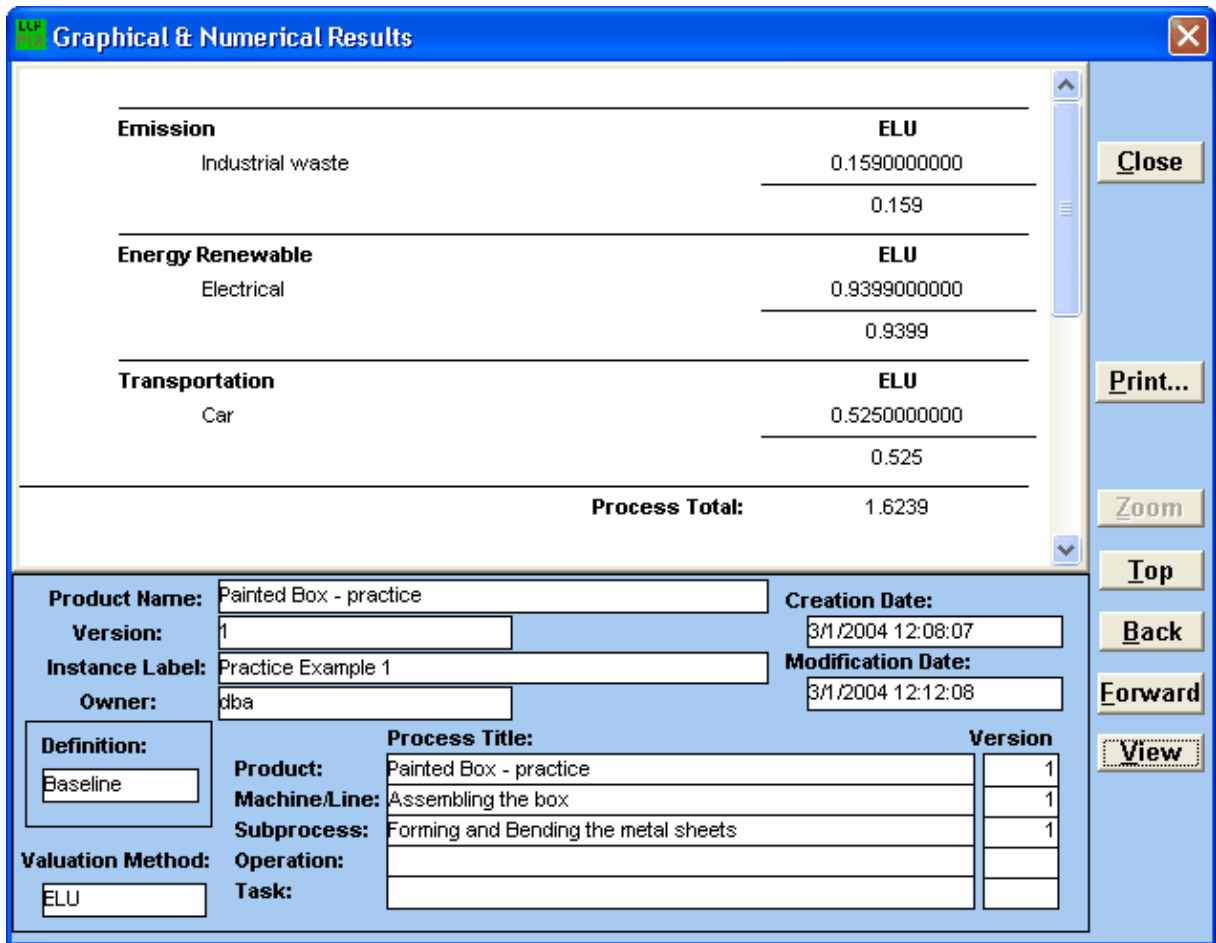 Graphical & Numerical Results
Emission ELU
Industrial waste 0.1590000000
0.159
Energy Renewable ELU
Electrical 0.9399000000
0.9399
Transportation ELU
Car 0.5250000000
0.525
Process Total: 1.6239
Close
Print...
Zoom
Top
Back
Forward
View
Product Name: Painted Box - practice
Version: 1
Instance Label: Practice Example 1
Owner: dba
Creation Date:
3/1/2004 12:08:07
Modification Date:
3/1/2004 12:12:08
Definition:
Baseline
Valuation Method:
ELU
Process Title: Version
Product: Painted Box - practice 1
Machine/Line: Assembling the box 1
Subprocess: Forming and Bending the metal sheets 1
Operation:
Task: